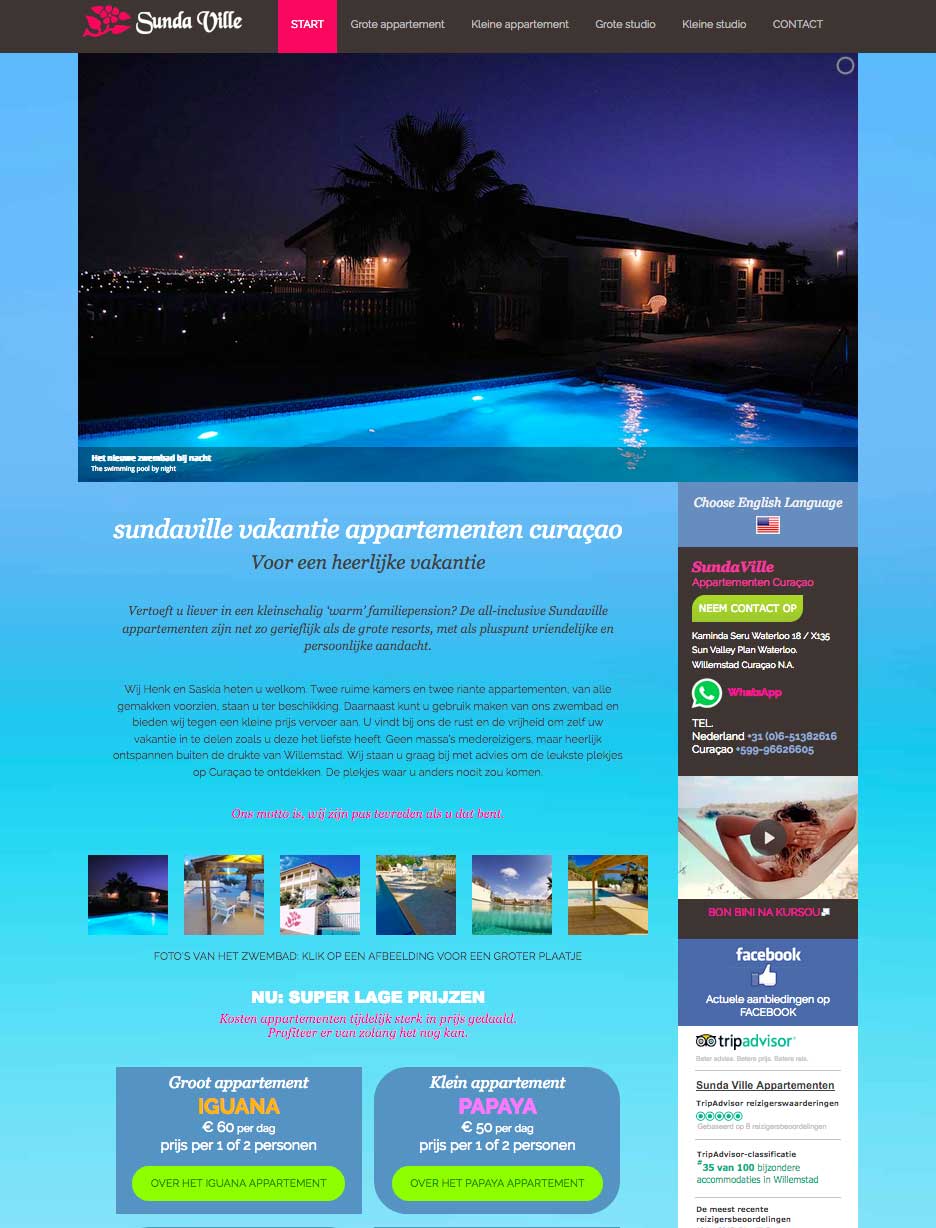 Sunda Ville
START
Grote appartement
Kleine appartement
Grote studio
Kleine studio
CONTACT
Het nieuwe zwembad bij nacht
The swimming pool by night
sundaville vakantie appartementen curaçao
Voor een heerlijke vakantie
Vertoeft u liever in een kleinschalig ‘warm’ familiepension? De all-inclusive Sundaville
appartementen zijn net zo gerieflijk als de grote resorts, met als pluspunt vriendelijke en
persoonlijke aandacht.
Wij Henk en Saskia heten u welkom. Twee ruime kamers en twee riante appartementen, van alle
gemakken voorzien, staan u ter beschikking. Daarnaast kunt u gebruik maken van ons zwembad en
bieden wij tegen een kleine prijs vervoer aan. U vindt bij ons de rust en de vrijheid om zelf uw
vakantie in te delen zoals u deze het liefste heeft. Geen massa's medereizigers, maar heerlijk
ontspannen buiten de drukte van Willemstad. Wij staan u graag bij met advies om de leukste plekjes
op Curaçao te ontdekken. De plekjes waar u anders nooit zou komen.
Ons motto is, wij zijn pas tevreden als u dat bent.
FOTO'S VAN HET ZWEMBAD: KLIK OP EEN AFBEELDING VOOR EEN GROTER PLAATJE
NU: SUPER LAGE PRIJZEN
Kosten appartementen tijdelijk sterk in prijs gedaald.
Profiteer er van zolang het nog kan.
Groot appartement
IGUANA
€ 60 per dag
prijs per 1 of 2 personen
OVER HET IGUANA APPARTEMENT
Klein appartement
PAPAYA
€ 50 per dag
prijs per 1 of 2 personen
OVER HET PAPAYA APPARTEMENT
Choose English Language
SundaVille
Appartementen Curaçao
NEEM CONTACT OP
Kaminda Seru Waterloo 18 / X135
Sun Valley Plan Waterloo.
Willemstad Curaçao N.A.
WhatsApp
TEL.
Nederland +31 (0)6-51382616
Curaçao +599-96626605
BON BINI NA KURSOU
facebook
Actuele aanbiedingen op
FACEBOOK
tripadvisor®
Beter advies. Betere prijs. Betere reis.
Sunda Ville Appartementen
TripAdvisor reizigerswaarderingen
Gebaseerd op 8 reizigersbeoordelingen
TripAdvisor-classificatie
#35 van 100 bijzondere
accommodaties in Willemstad
De meest recente
reizigersbeoordelingen